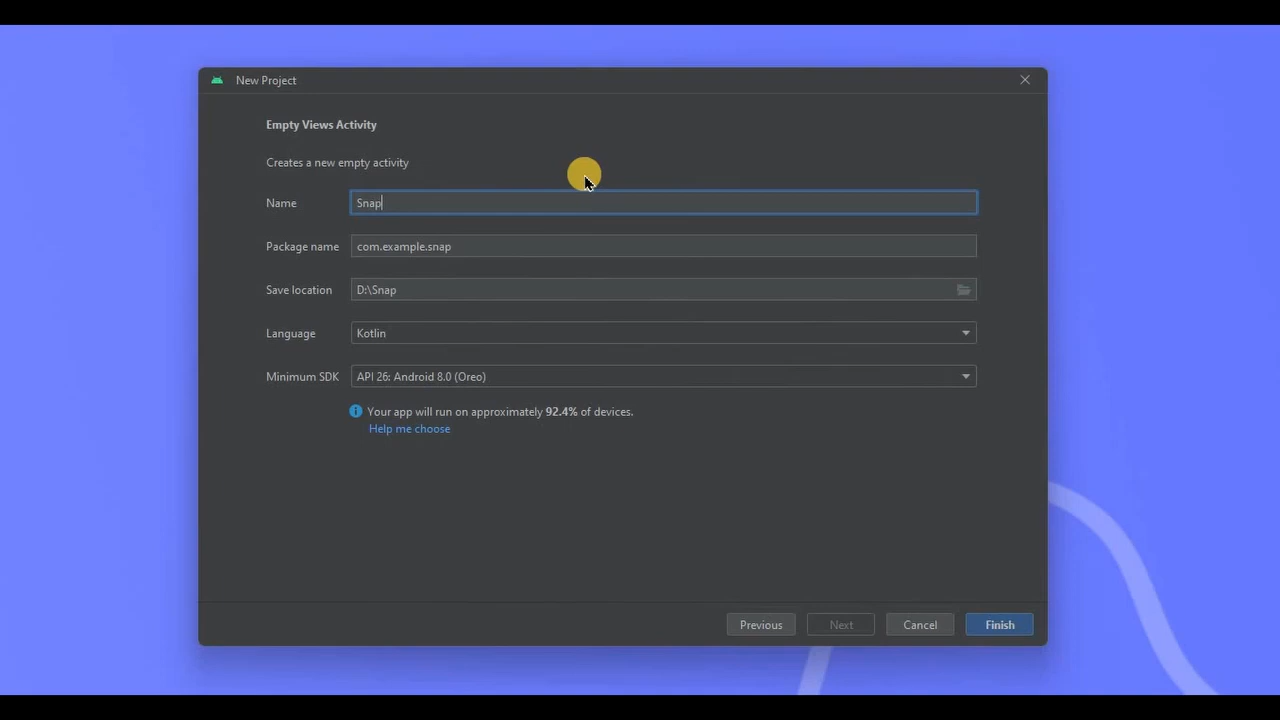 New Project
Empty Views Activity
Creates a new empty activity
Name Snap
Package name com.example.snap
Save location D:\Snap
Language Kotlin
Minimum SDK API 26: Android 8.0 (Oreo)
Your app will run on approximately 92.4% of devices.
Help me choose
Previous Next Cancel Finish